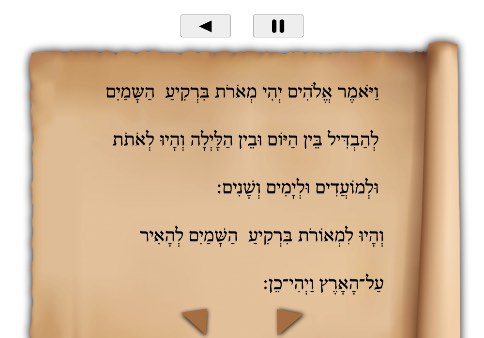 וַיֹּאמֶר אֱלֹהִים יְהִי מְאֹרֹת בִּרְקִיעַ הַשָּׁמַיִם
לְהַבְדִּיל בֵּין הַיּוֹם וּבֵין הַלָּיְלָה וְהָיוּ לְאֹתֹת
וּלְמוֹעֲדִים וּלְיָמִים וְשָׁנִים:
וְהָיוּ לִמְאוֹרֹת בִּרְקִיעַ הַשָּׁמַיִם לְהָאִיר
עַל־הָאָרֶץ וַיְהִי־כֵן: